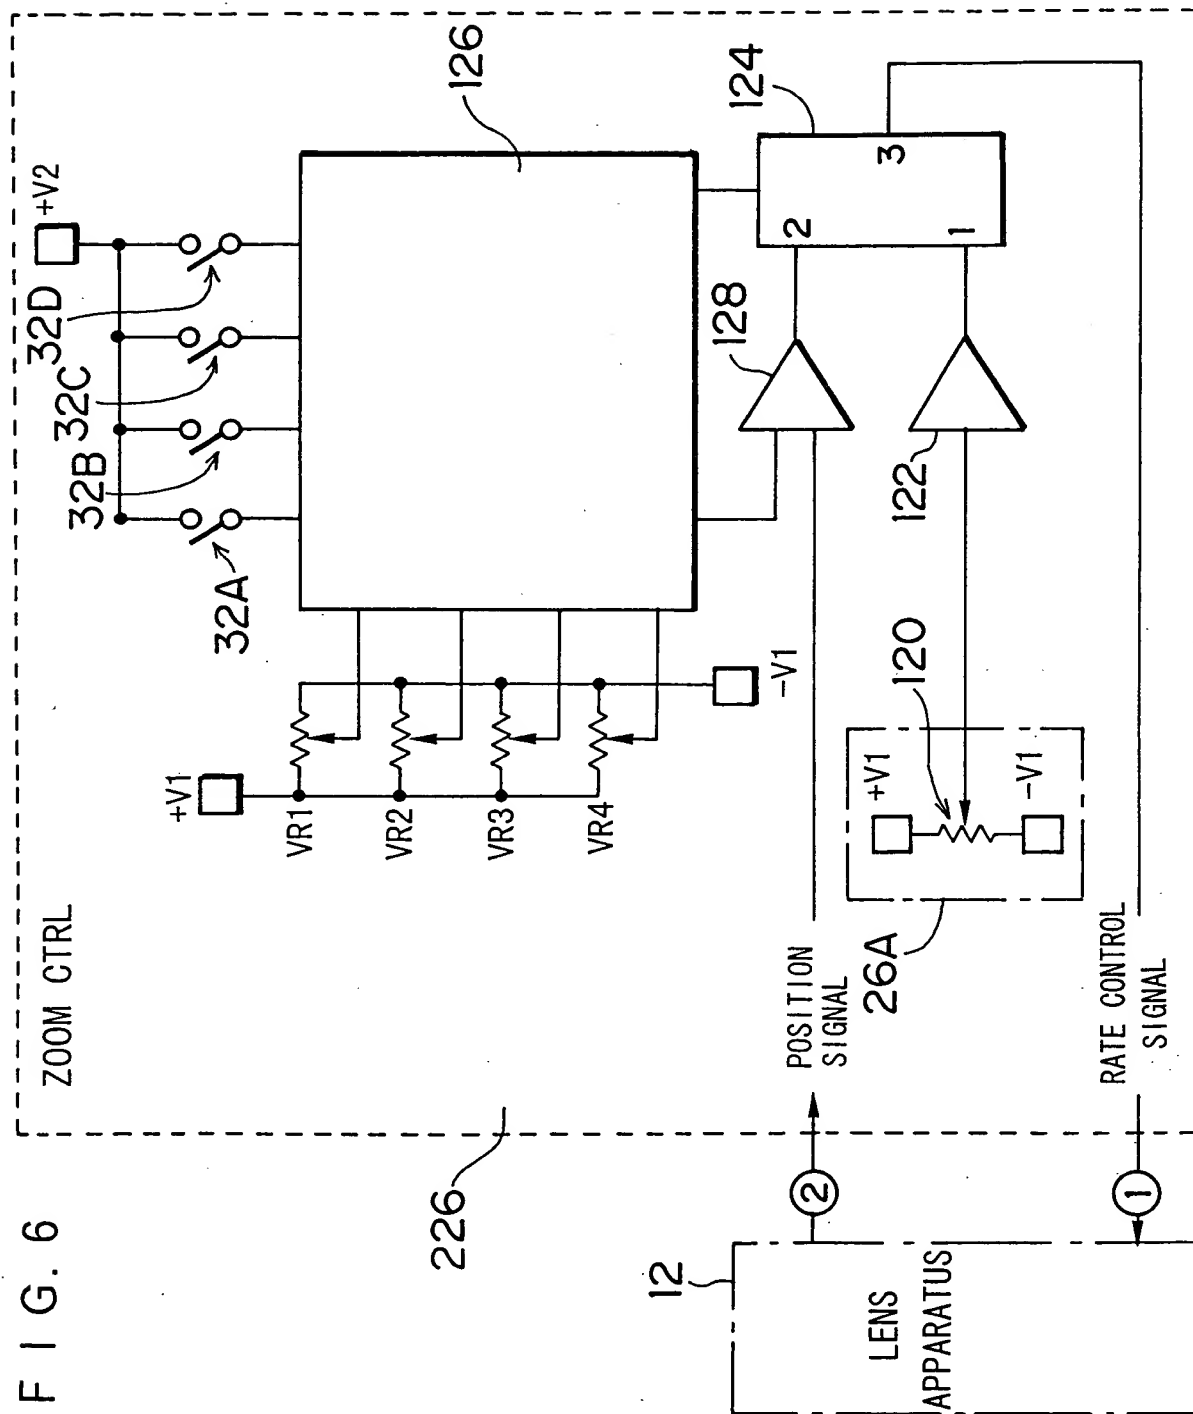 F I G. 6
ZOOM CTRL
226
+V2
32A
32B
32C
32D
126
+V1
VR1
VR2
VR3
VR4
-V1
124
2
1
3
128
122
120
+V1
-V1
26A
POSITION
SIGNAL
RATE CONTROL
SIGNAL
2
1
12
LENS
APPARATUS